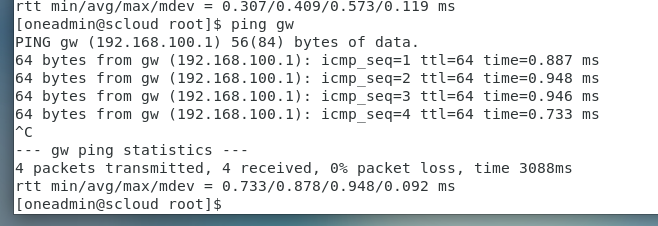 rtt min/avg/max/mdev = 0.307/0.409/0.573/0.119 ms
[oneadmin@scloud root]$ ping gw
PING gw (192.168.100.1) 56(84) bytes of data.
64 bytes from gw (192.168.100.1): icmp_seq=1 ttl=64 time=0.887 ms
64 bytes from gw (192.168.100.1): icmp_seq=2 ttl=64 time=0.948 ms
64 bytes from gw (192.168.100.1): icmp_seq=3 ttl=64 time=0.946 ms
64 bytes from gw (192.168.100.1): icmp_seq=4 ttl=64 time=0.733 ms
^C
--- gw ping statistics ---
4 packets transmitted, 4 received, 0% packet loss, time 3088ms
rtt min/avg/max/mdev = 0.733/0.878/0.948/0.092 ms
[oneadmin@scloud root]$